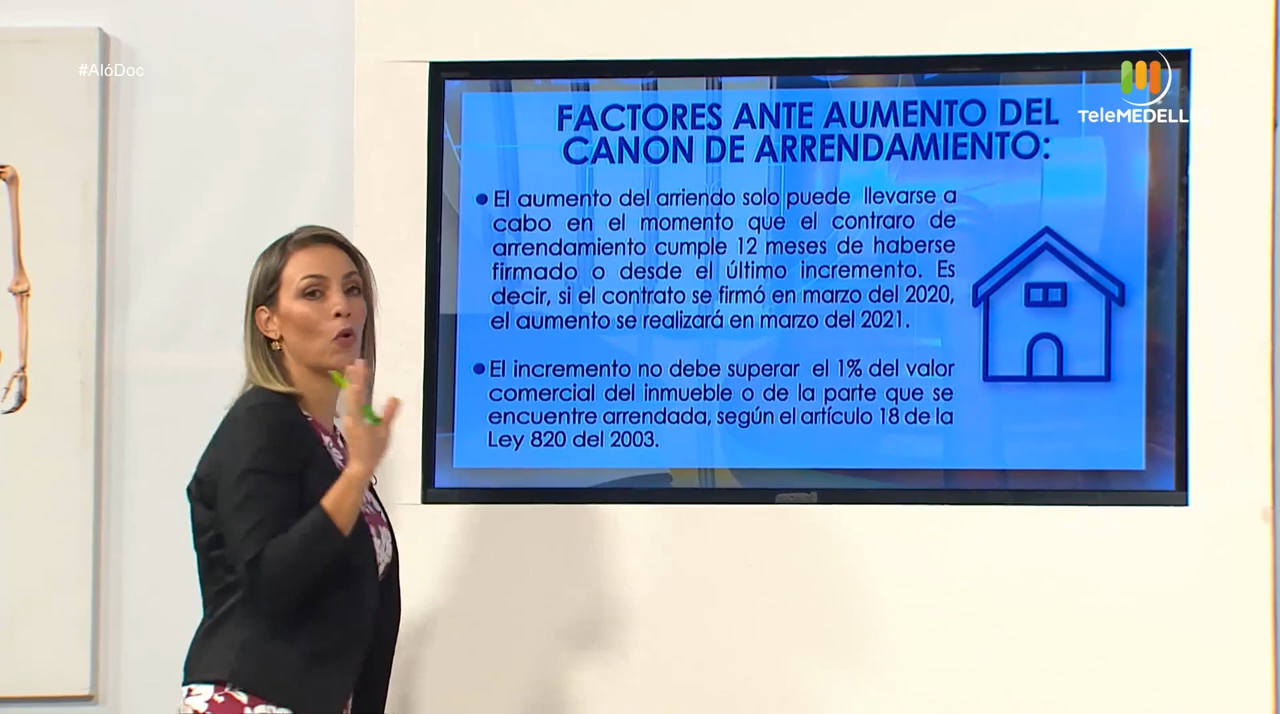 #AlóDoc
TeleMEDELL
FACTORES ANTE AUMENTO DEL
CANON DE ARRENDAMIENTO:
• El aumento del arriendo solo puede llevarse a
cabo en el momento que el contraro de
arrendamiento cumple 12 meses de haberse
firmado o desde el último incremento. Es
decir, si el contrato se firmó en marzo del 2020,
el aumento se realizará en marzo del 2021.
• El incremento no debe superar el 1% del valor
comercial del inmueble o de la parte que se
encuentre arrendada, según el artículo 18 de la
Ley 820 del 2003.